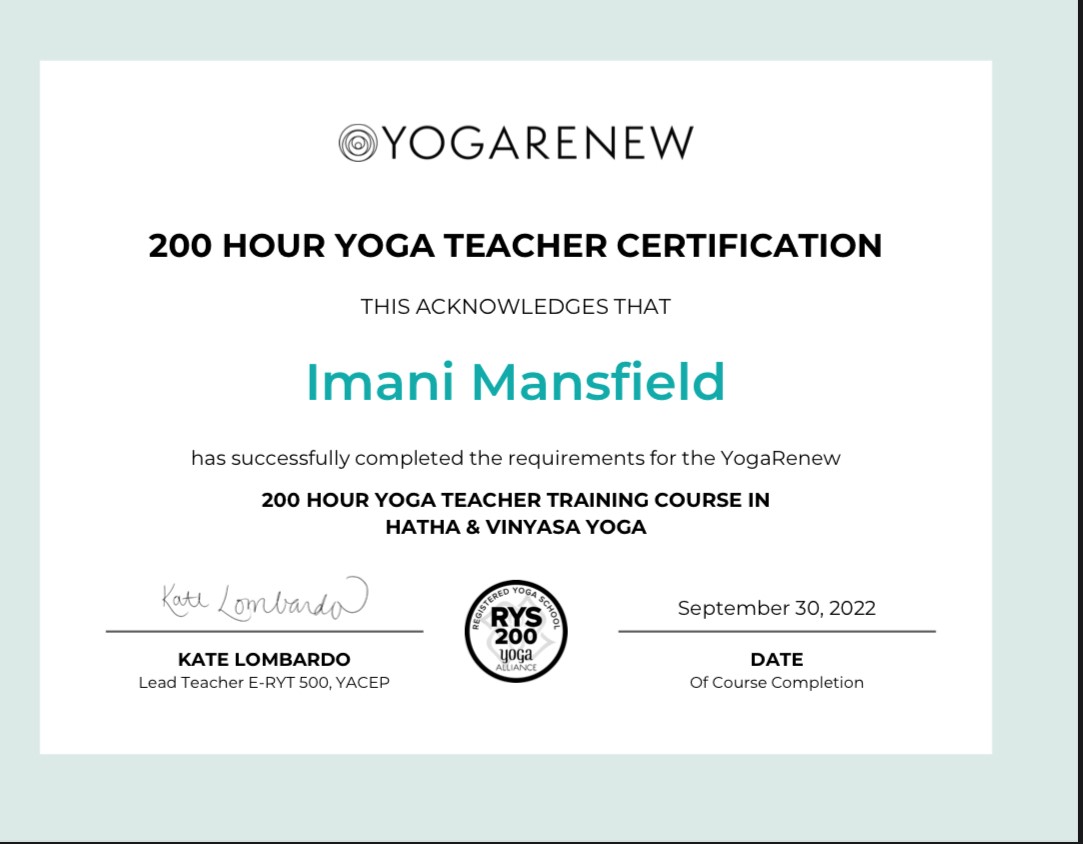 YOGARENEW
200 HOUR YOGA TEACHER CERTIFICATION
THIS ACKNOWLEDGES THAT
Imani Mansfield
has successfully completed the requirements for the YogaRenew
200 HOUR YOGA TEACHER TRAINING COURSE IN
HATHA & VINYASA YOGA
Kate Lombardo
KATE LOMBARDO
Lead Teacher E-RYT 500, YACEP
REGISTERED YOGA SCHOOL
RYS
200
yoga
ALLIANCE
September 30, 2022
DATE
Of Course Completion